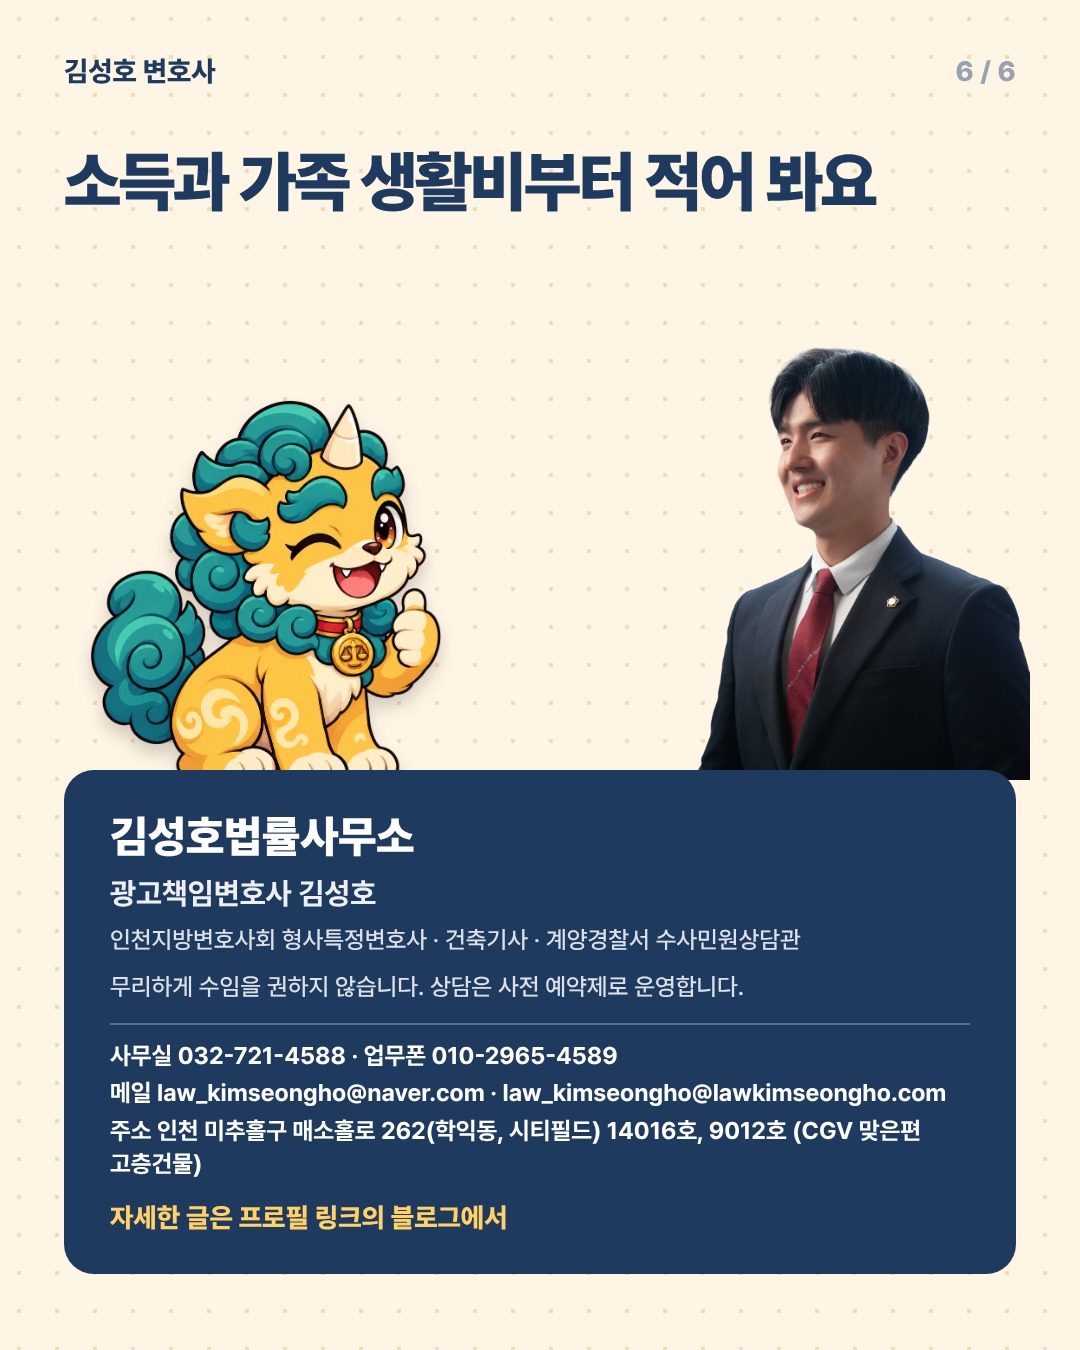 김성호 변호사
6 / 6
소득과 가족 생활비부터 적어 봐요
김성호법률사무소
광고책임변호사 김성호
인천지방변호사회 형사특정변호사 · 건축기사 · 계양경찰서 수사민원상담관
무리하게 수임을 권하지 않습니다. 상담은 사전 예약제로 운영합니다.
사무실 032-721-4588 · 업무폰 010-2965-4589
메일 law_kimseongho@naver.com · law_kimseongho@lawkimseongho.com
주소 인천 미추홀구 매소홀로 262(학익동, 시티필드) 14016호, 9012호 (CGV 맞은편
고층건물)
자세한 글은 프로필 링크의 블로그에서